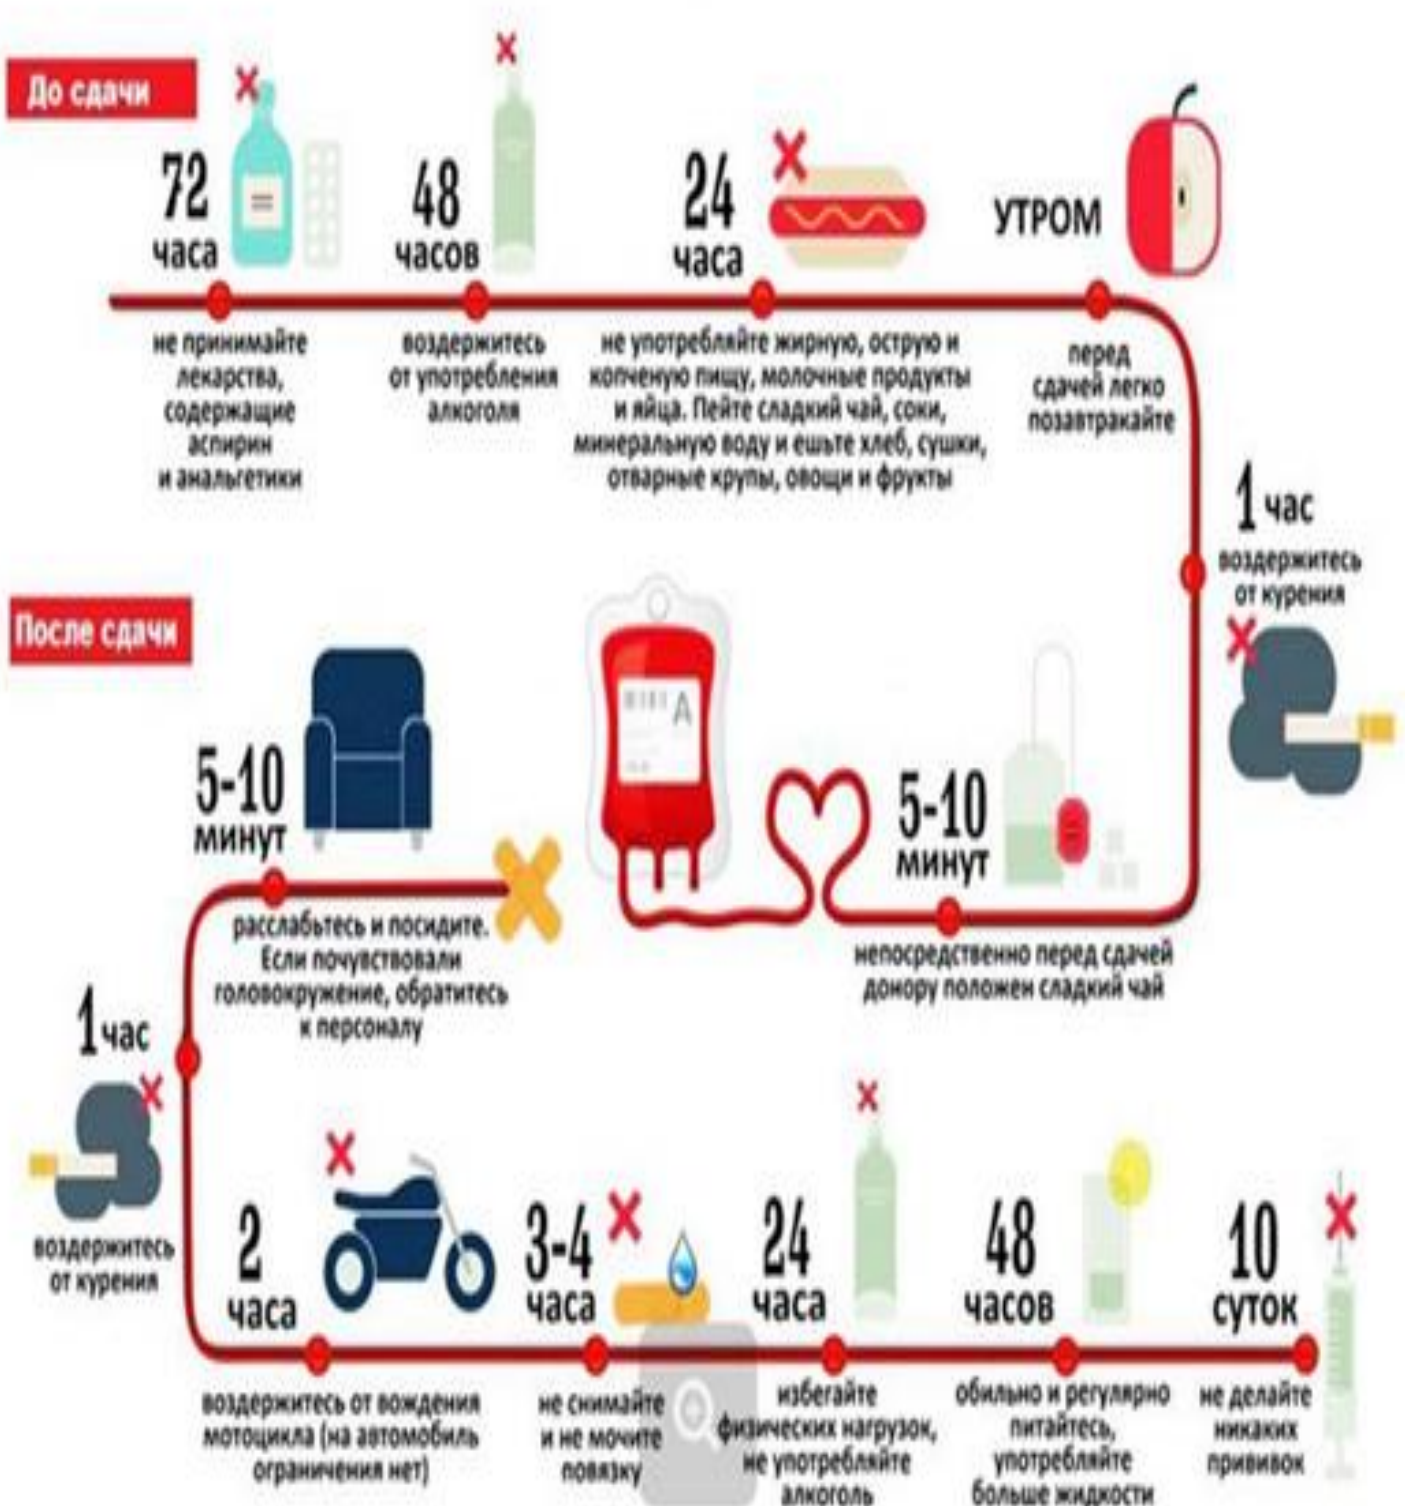 До сдачи
72
часа
не принимайте
лекарства,
содержащие
аспирин
и анальгетики
48
часов
воздержитесь
от употребления
алкоголя
24
часа
не употребляйте жирную, острую и
копченую пищу, молочные продукты
и яйца. Пейте сладкий чай, соки,
минеральную воду и ешьте хлеб, сушки,
отварные крупы, овощи и фрукты
УТРОМ
перед
сдачей легко
позавтракайте
1 час
воздержитесь
от курения
5-10
минут
непосредственно перед сдачей
донору положен сладкий чай
A
После сдачи
5-10
минут
расслабьтесь и посидите.
Если почувствовали
головокружение, обратитесь
к персоналу
1 час
воздержитесь
от курения
2
часа
воздержитесь от вождения
мотоцикла (на автомобиль
ограничения нет)
3-4
часа
не снимайте
и не мочите
повязку
24
часа
избегайте
физических нагрузок,
не употребляйте
алкоголь
48
часов
обильно и регулярно
питайтесь,
употребляйте
больше жидкости
10
суток
не делайте
никаких
прививок